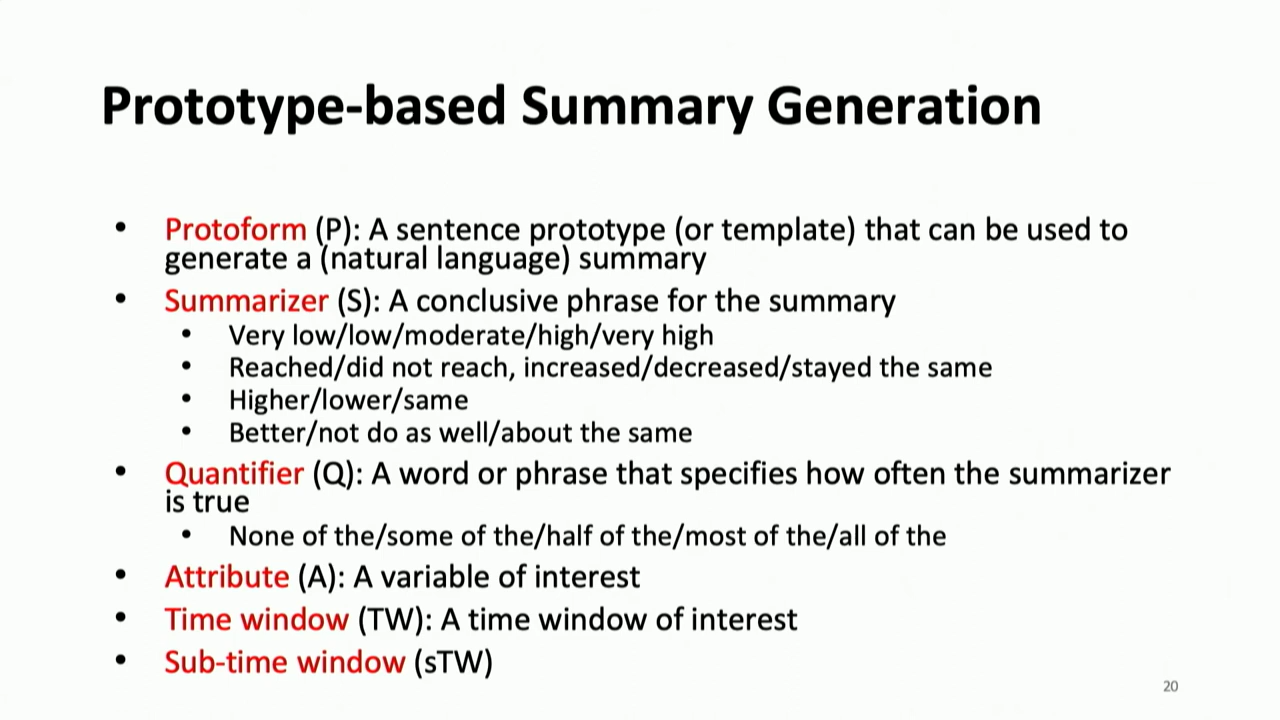 Prototype-based Summary Generation
• Protoform (P): A sentence prototype (or template) that can be used to
generate a (natural language) summary
• Summarizer (S): A conclusive phrase for the summary
• Very low/low/moderate/high/very high
• Reached/did not reach, increased/decreased/stayed the same
• Higher/lower/same
• Better/not do as well/about the same
• Quantifier (Q): A word or phrase that specifies how often the summarizer
is true
• None of the/some of the/half of the/most of the/all of the
• Attribute (A): A variable of interest
• Time window (TW): A time window of interest
• Sub-time window (sTW)
20